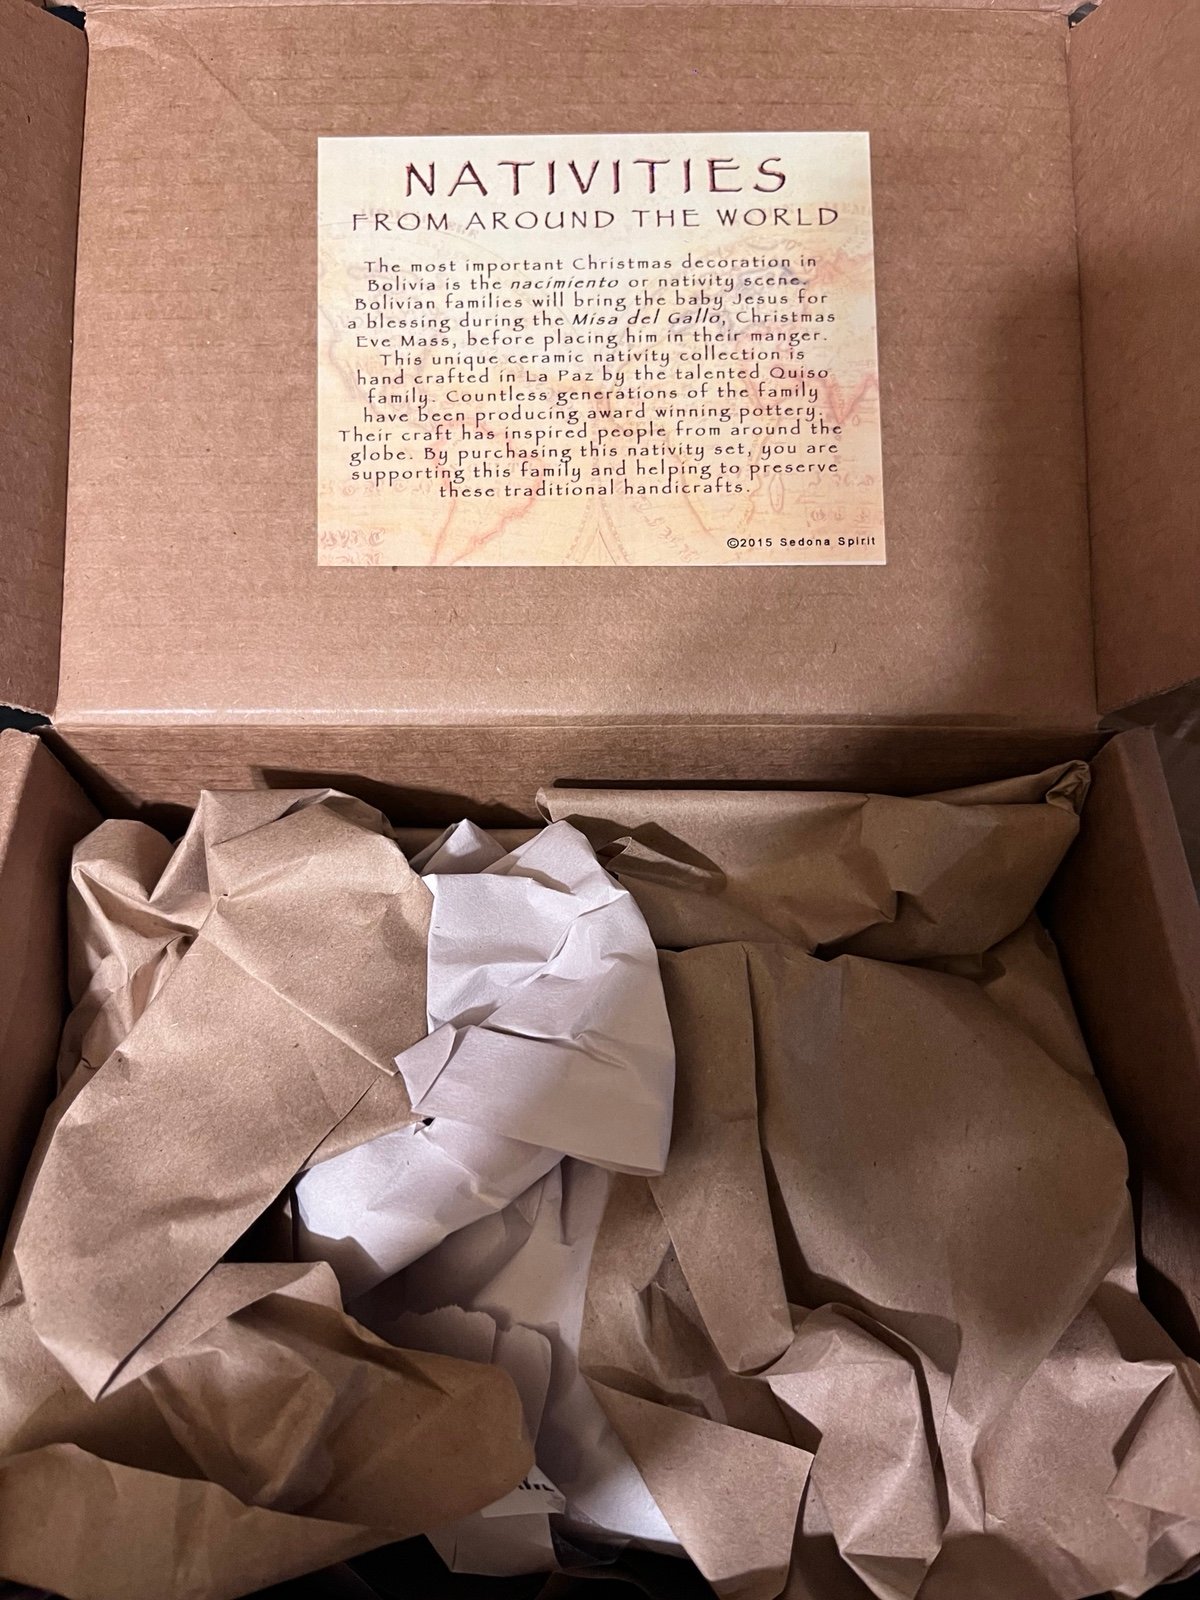 NATIVITIES
FROM AROUND THE WORLD
The most important Christmas decoration in
Bolivia is the nacimiento or nativity scene.
Bolivian families will bring the baby Jesus for
a blessing during the Misa del Gallo, Christmas
Eve Mass, before placing him in their manger.
This unique ceramic nativity collection is
hand crafted in La Paz by the talented Quiso
family. Countless generations of the family
have been producing award winning pottery.
Their craft has inspired people from around the
globe. By purchasing this nativity set, you are
supporting this family and helping to preserve
these traditional handicrafts.
©2015 Sedona Spirit